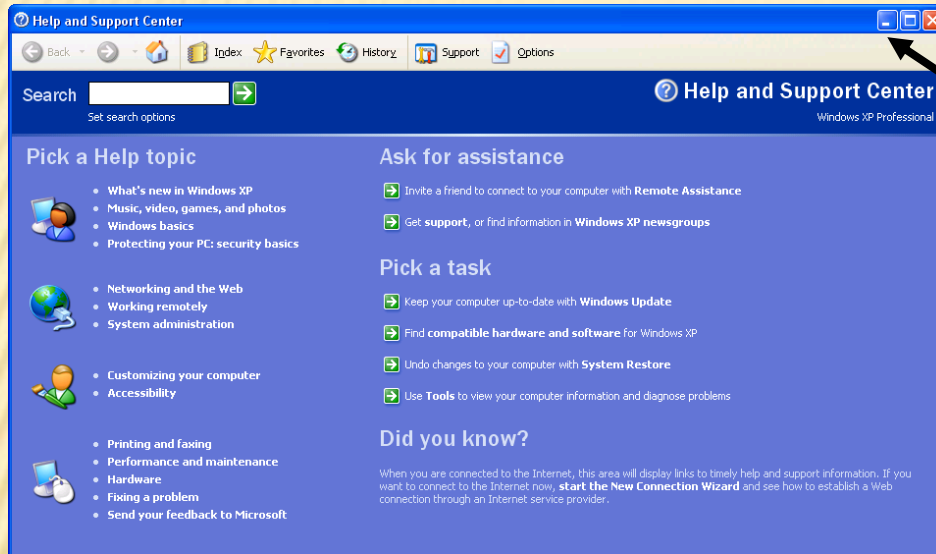 Help and Support Center
Back
Index
Favorites
History
Support
Options
Search
Set search options
Help and Support Center
Windows XP Professional
Pick a Help topic
What's new in Windows XP
Music, video, games, and photos
Windows basics
Protecting your PC: security basics
Networking and the Web
Working remotely
System administration
Customizing your computer
Accessibility
Printing and faxing
Performance and maintenance
Hardware
Fixing a problem
Send your feedback to Microsoft
Ask for assistance
Invite a friend to connect to your computer with Remote Assistance
Get support, or find information in Windows XP newsgroups
Pick a task
Keep your computer up-to-date with Windows Update
Find compatible hardware and software for Windows XP
Undo changes to your computer with System Restore
Use Tools to view your computer information and diagnose problems
Did you know?
When you are connected to the Internet, this area will display links to timely help and support information. If you
want to connect to the Internet now, start the New Connection Wizard and see how to establish a Web
connection through an Internet service provider.